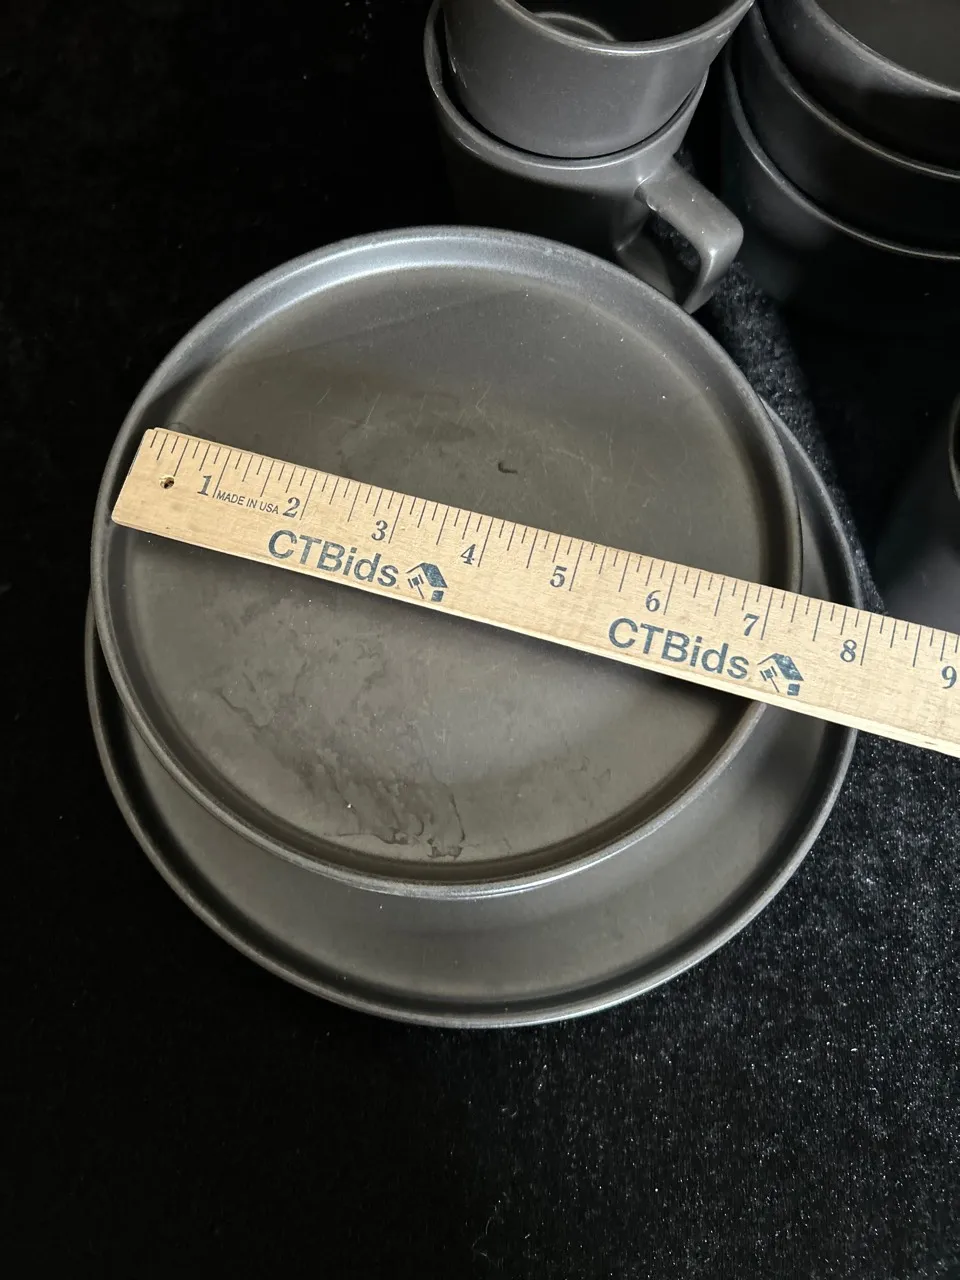 1 MADE IN USA 2 3 4 5 6 7 8 9
CTBids CTBids